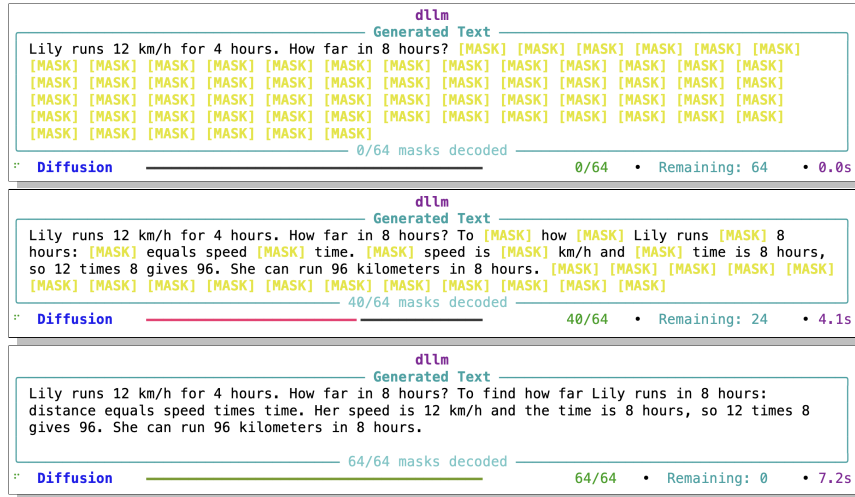 dllm
Generated Text
Lily runs 12 km/h for 4 hours. How far in 8 hours? [MASK] [MASK] [MASK] [MASK] [MASK] [MASK]
[MASK] [MASK] [MASK] [MASK] [MASK] [MASK] [MASK] [MASK] [MASK] [MASK] [MASK] [MASK] [MASK]
[MASK] [MASK] [MASK] [MASK] [MASK] [MASK] [MASK] [MASK] [MASK] [MASK] [MASK] [MASK] [MASK]
[MASK] [MASK] [MASK] [MASK] [MASK] [MASK] [MASK] [MASK] [MASK] [MASK] [MASK] [MASK] [MASK]
[MASK] [MASK] [MASK] [MASK] [MASK] [MASK] [MASK] [MASK] [MASK] [MASK] [MASK] [MASK] [MASK]
[MASK] [MASK] [MASK] [MASK] [MASK] [MASK]
0/64 masks decoded
Diffusion 0/64 • Remaining: 64 • 0.0s
dllm
Generated Text
Lily runs 12 km/h for 4 hours. How far in 8 hours? To [MASK] how [MASK] Lily runs [MASK] 8
hours: [MASK] equals speed [MASK] time. [MASK] speed is [MASK] km/h and [MASK] time is 8 hours,
so 12 times 8 gives 96. She can run 96 kilometers in 8 hours. [MASK] [MASK] [MASK] [MASK] [MASK]
[MASK] [MASK] [MASK] [MASK] [MASK] [MASK] [MASK] [MASK] [MASK] [MASK] [MASK]
40/64 masks decoded
Diffusion 40/64 • Remaining: 24 • 4.1s
dllm
Generated Text
Lily runs 12 km/h for 4 hours. How far in 8 hours? To find how far Lily runs in 8 hours:
distance equals speed times time. Her speed is 12 km/h and the time is 8 hours, so 12 times 8
gives 96. She can run 96 kilometers in 8 hours.
64/64 masks decoded
Diffusion 64/64 • Remaining: 0 • 7.2s